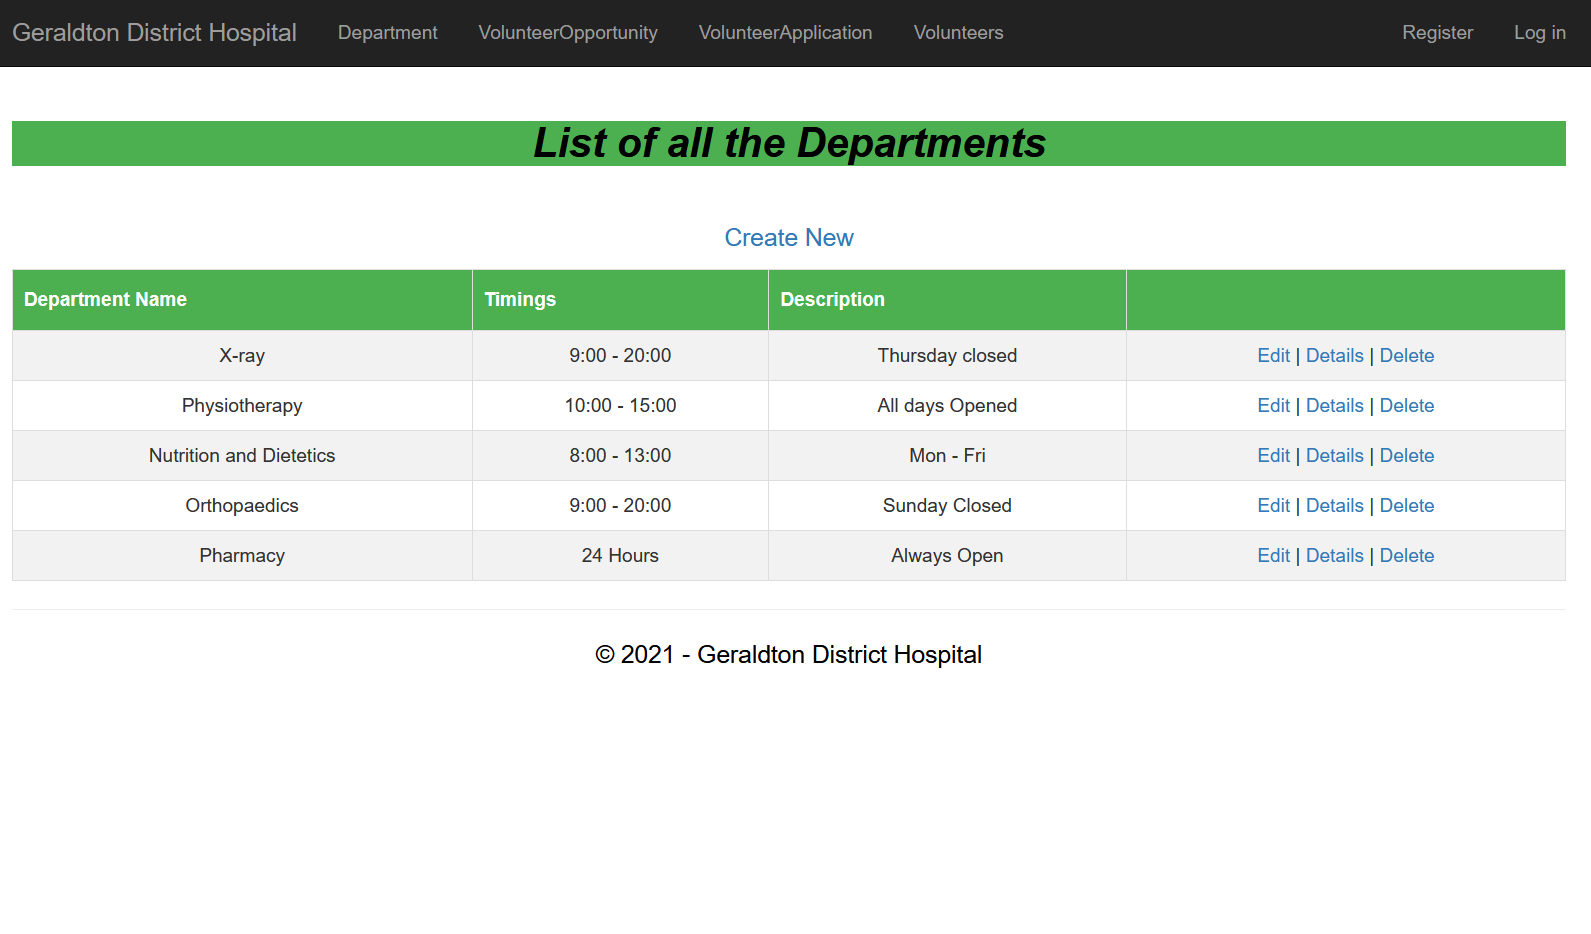 Geraldton District Hospital Department VolunteerOpportunity VolunteerApplication Volunteers Register Log in
List of all the Departments
Create New
Department Name Timings Description
X-ray 9:00 - 20:00 Thursday closed Edit | Details | Delete
Physiotherapy 10:00 - 15:00 All days Opened Edit | Details | Delete
Nutrition and Dietetics 8:00 - 13:00 Mon - Fri Edit | Details | Delete
Orthopaedics 9:00 - 20:00 Sunday Closed Edit | Details | Delete
Pharmacy 24 Hours Always Open Edit | Details | Delete
© 2021 - Geraldton District Hospital